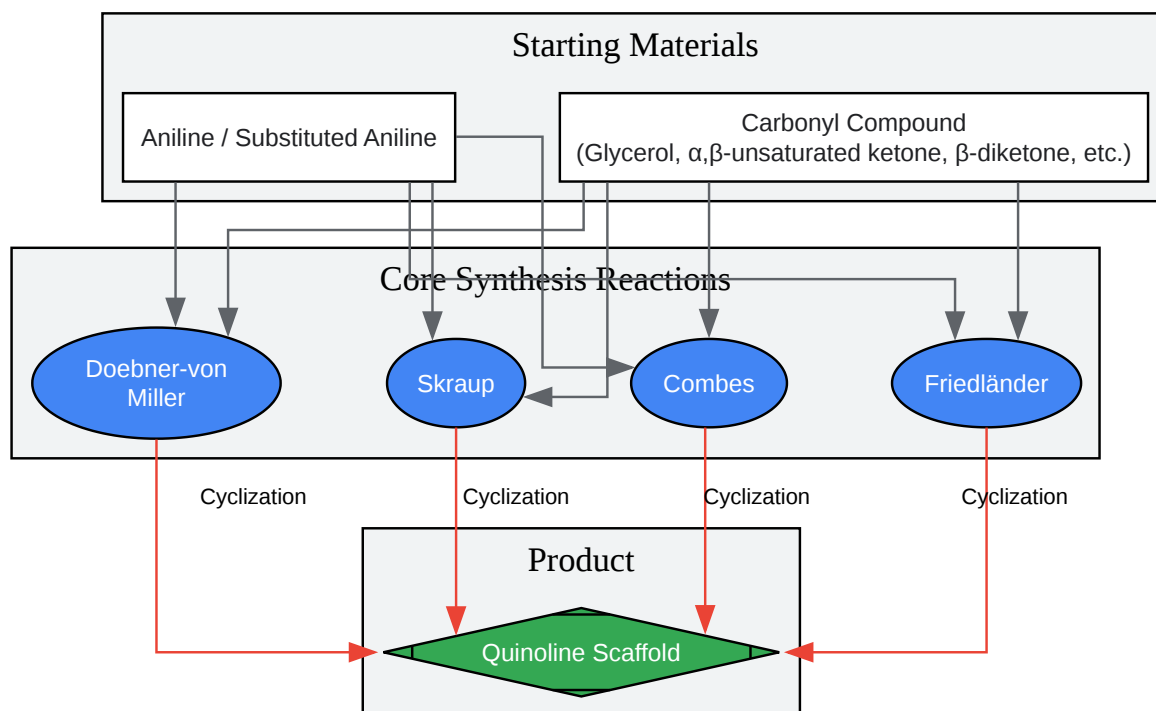 Starting Materials
Aniline / Substituted Aniline
Carbonyl Compound
(Glycerol, α,β-unsaturated ketone, β-diketone, etc.)
Core Synthesis Reactions
Doebner-von
Miller
Skraup
Combes
Friedländer
Cyclization
Cyclization
Cyclization
Cyclization
Product
Quinoline Scaffold